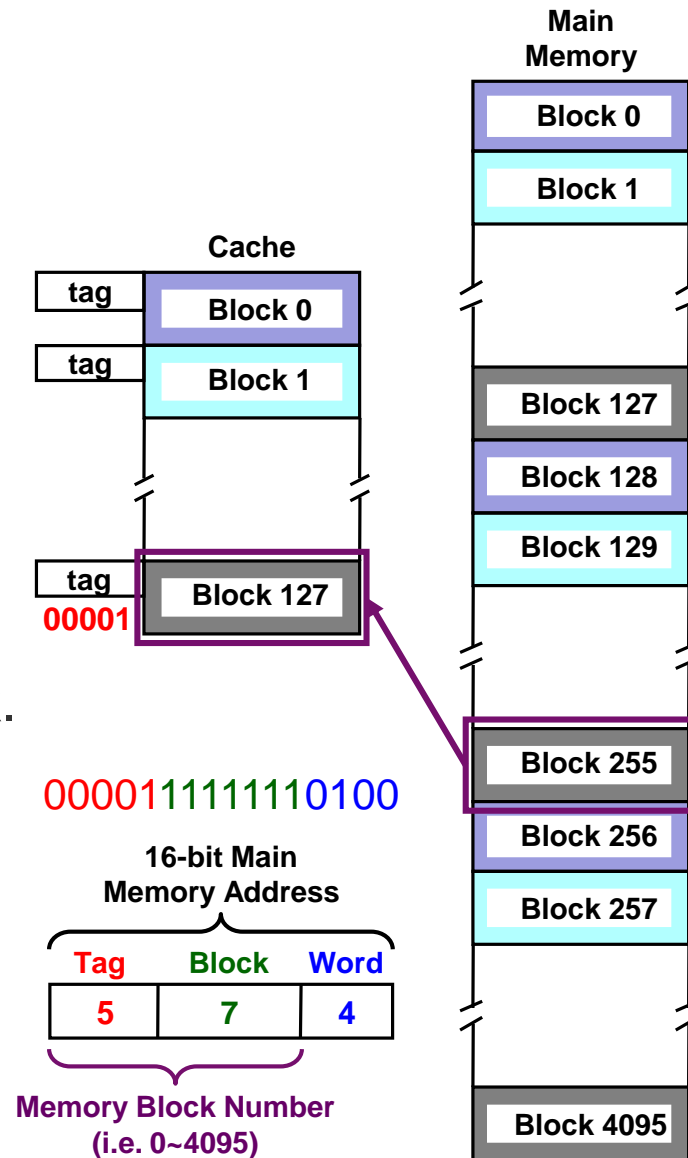 Main
Memory
Block 0
Block 1
Cache
tag
Block 0
tag
Block 1
Block 127
Block 128
Block 129
tag
Block 127
00001
.
Block 255
0000111111110100
Block 256
16-bit Main
Memory Address
Block 257
Tag Block Word
5 7 4
Memory Block Number
(i.e. 0~4095)
Block 4095